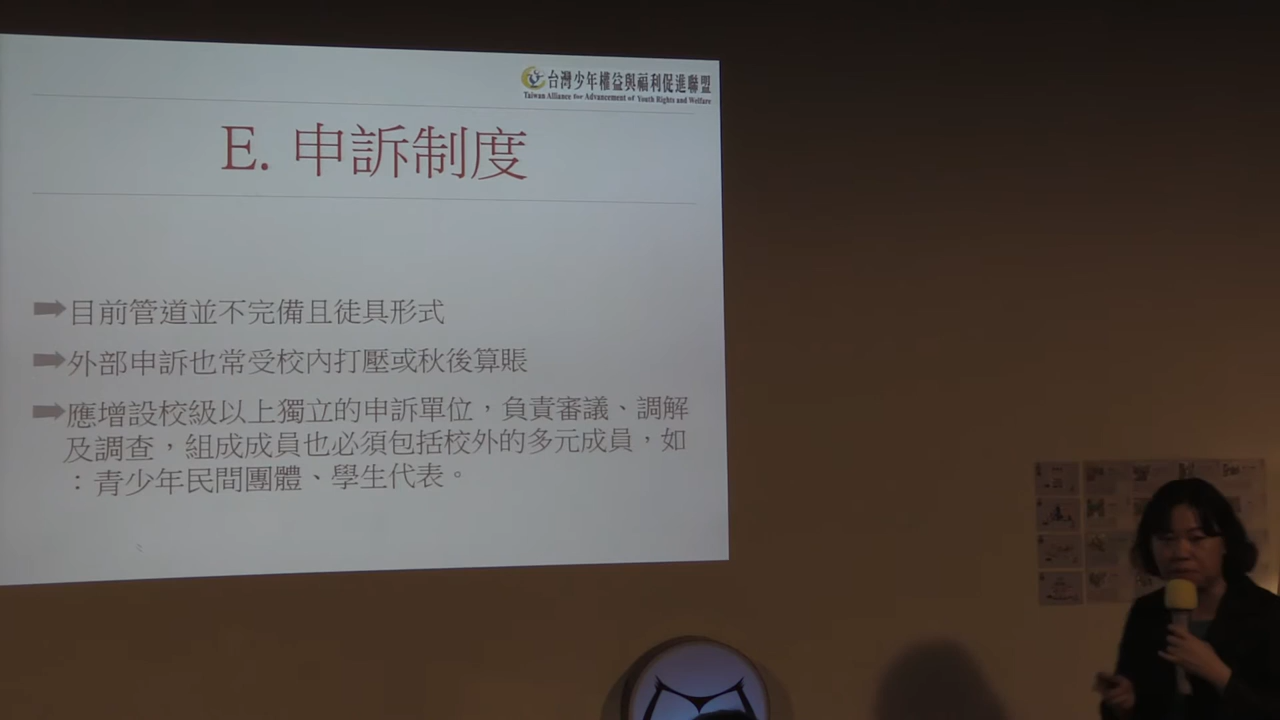 台灣少年權益與福利促進聯盟
Taiwan Alliance for Advancement of Youth Rights and Welfare
E. 申訴制度
目前管道並不完備且徒具形式
外部申訴也常受校內打壓或秋後算賬
應增設校級以上獨立的申訴單位，負責審議、調解
及調查，組成成員也必須包括校外的多元成員，如
：青少年民間團體、學生代表。